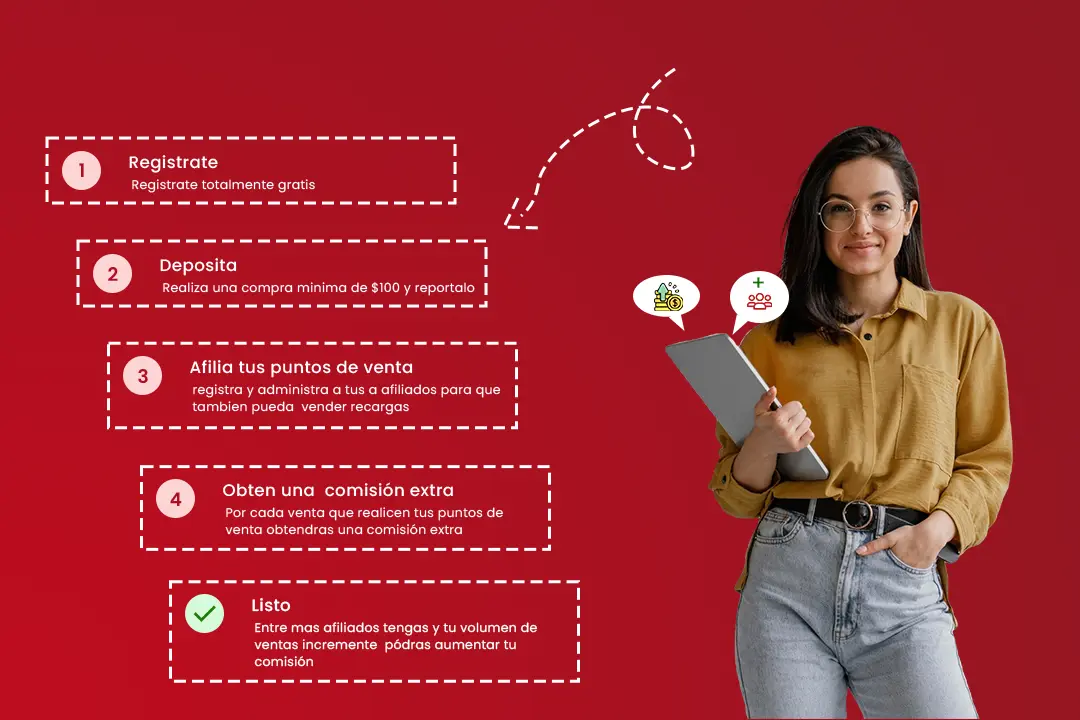 1
Registrate
Registrate totalmente gratis
2
Deposita
Realiza una compra minima de $100 y reportalo
3
Afilia tus puntos de venta
registra y administra a tus a afiliados para que
tambien pueda vender recargas
4
Obten una comisión extra
Por cada venta que realicen tus puntos de
venta obtendras una comisión extra
Listo
Entre mas afiliados tengas y tu volumen de
ventas incremente pódras aumentar tu
comisión